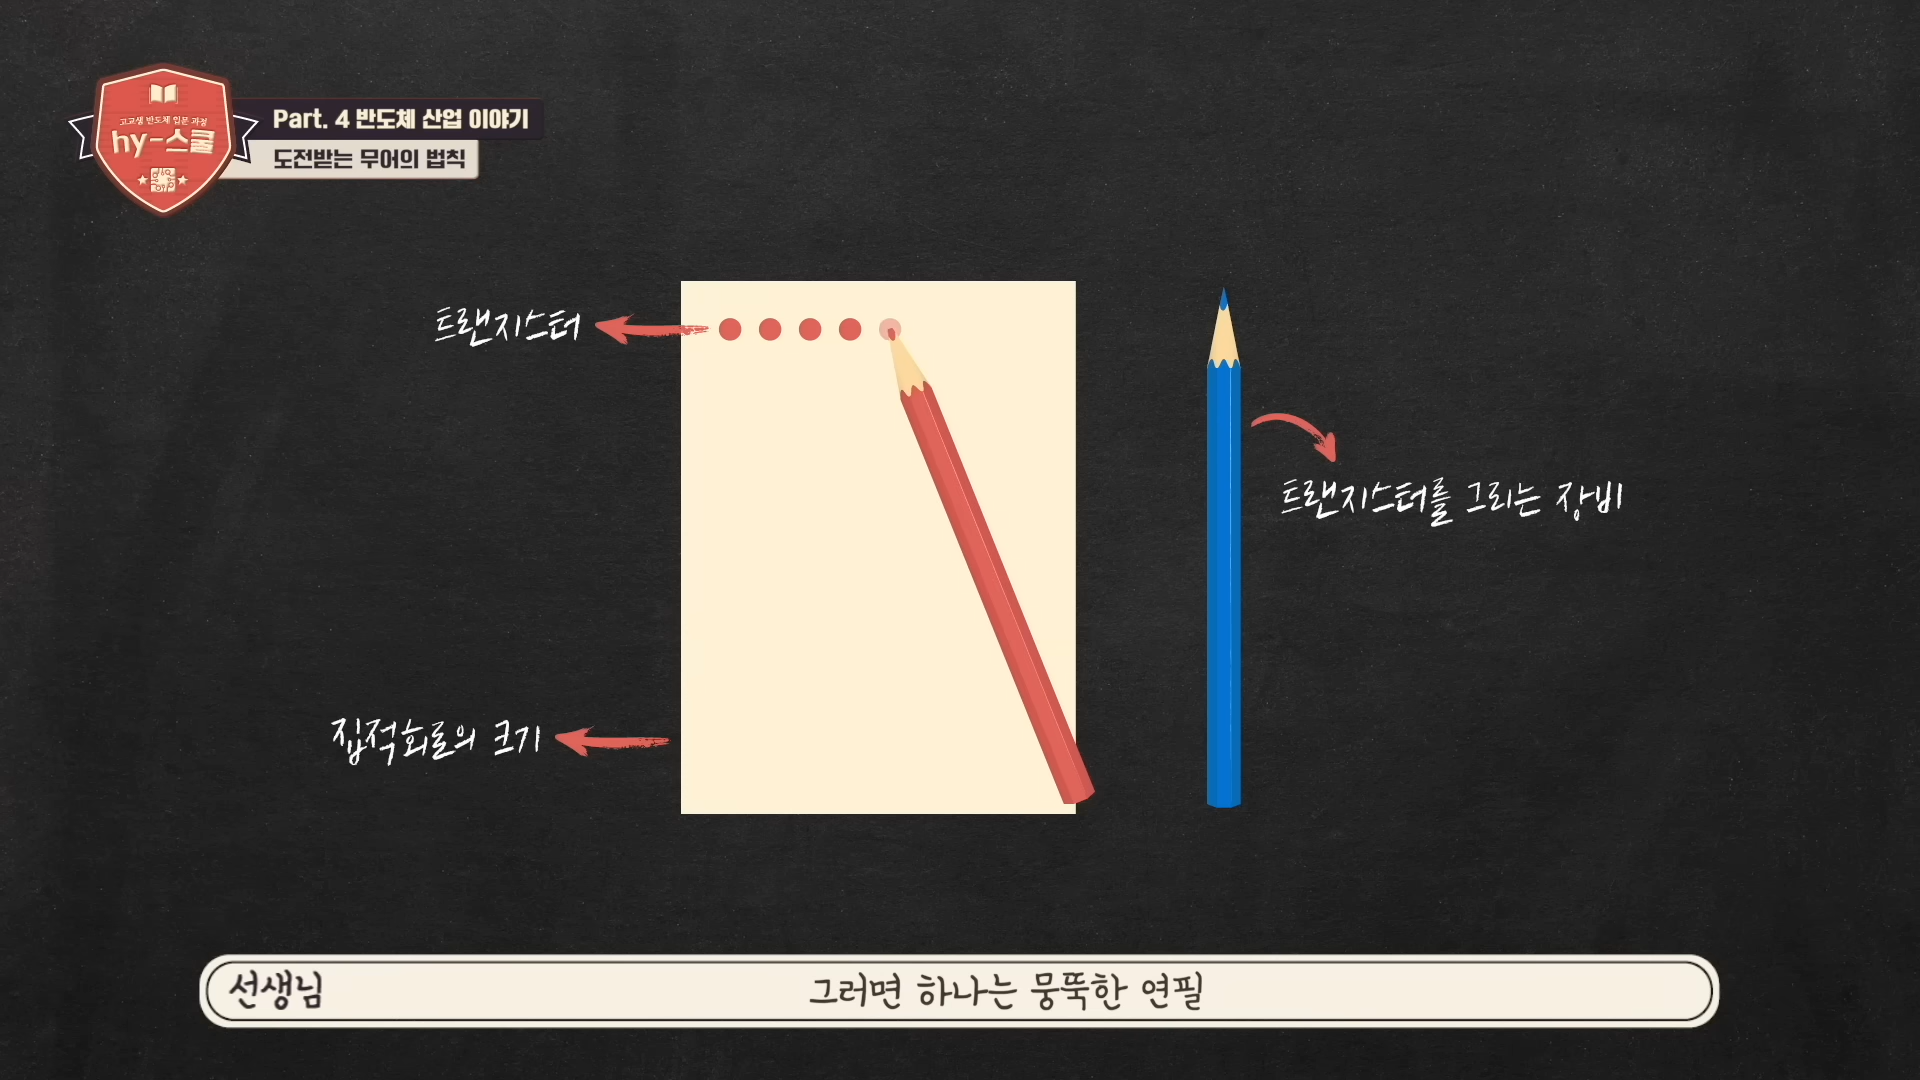 고교생 반도체 입문 과정
hy-스쿨
Part. 4 반도체 산업 이야기
도전받는 무어의 법칙
트랜지스터
트랜지스터를 그리는 장비
집적회로의 크기
선생님
그러면 하나는 뭉뚝한 연필